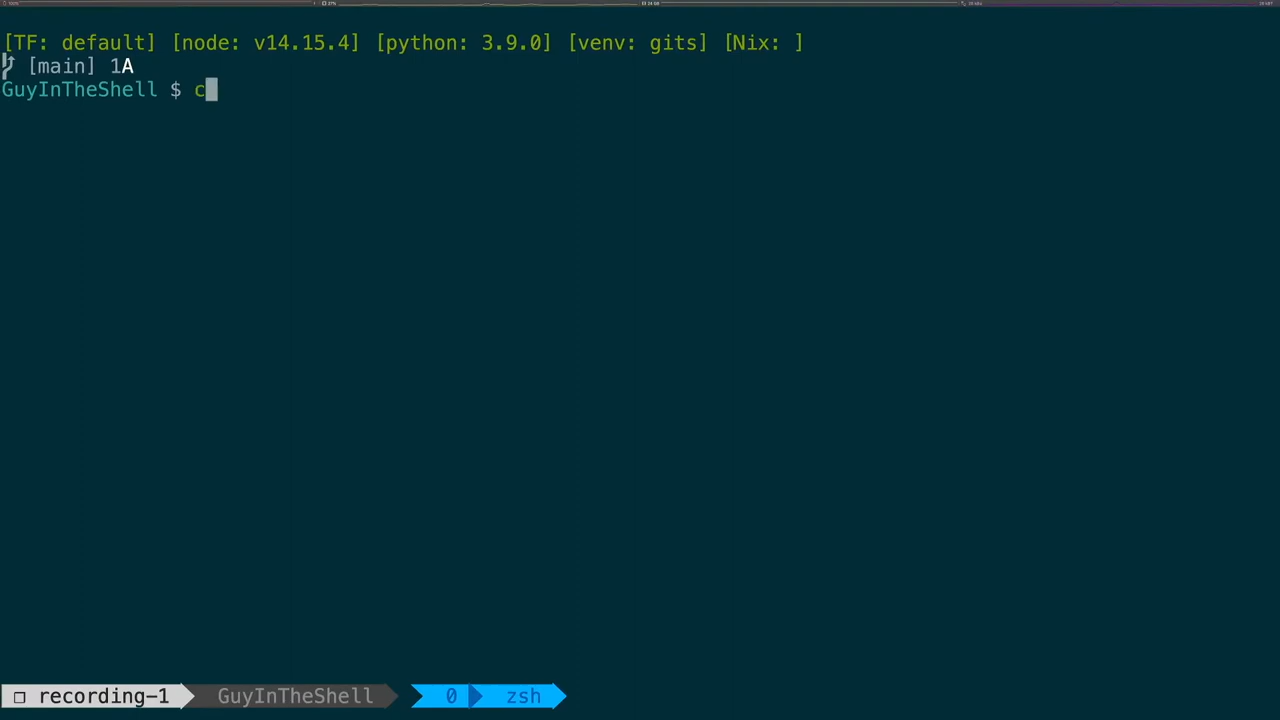 [TF: default] [node: v14.15.4] [python: 3.9.0] [venv: gits] [Nix: ]
[main] 1A
GuyInTheShell $ c
recording-1 GuyInTheShell 0 zsh